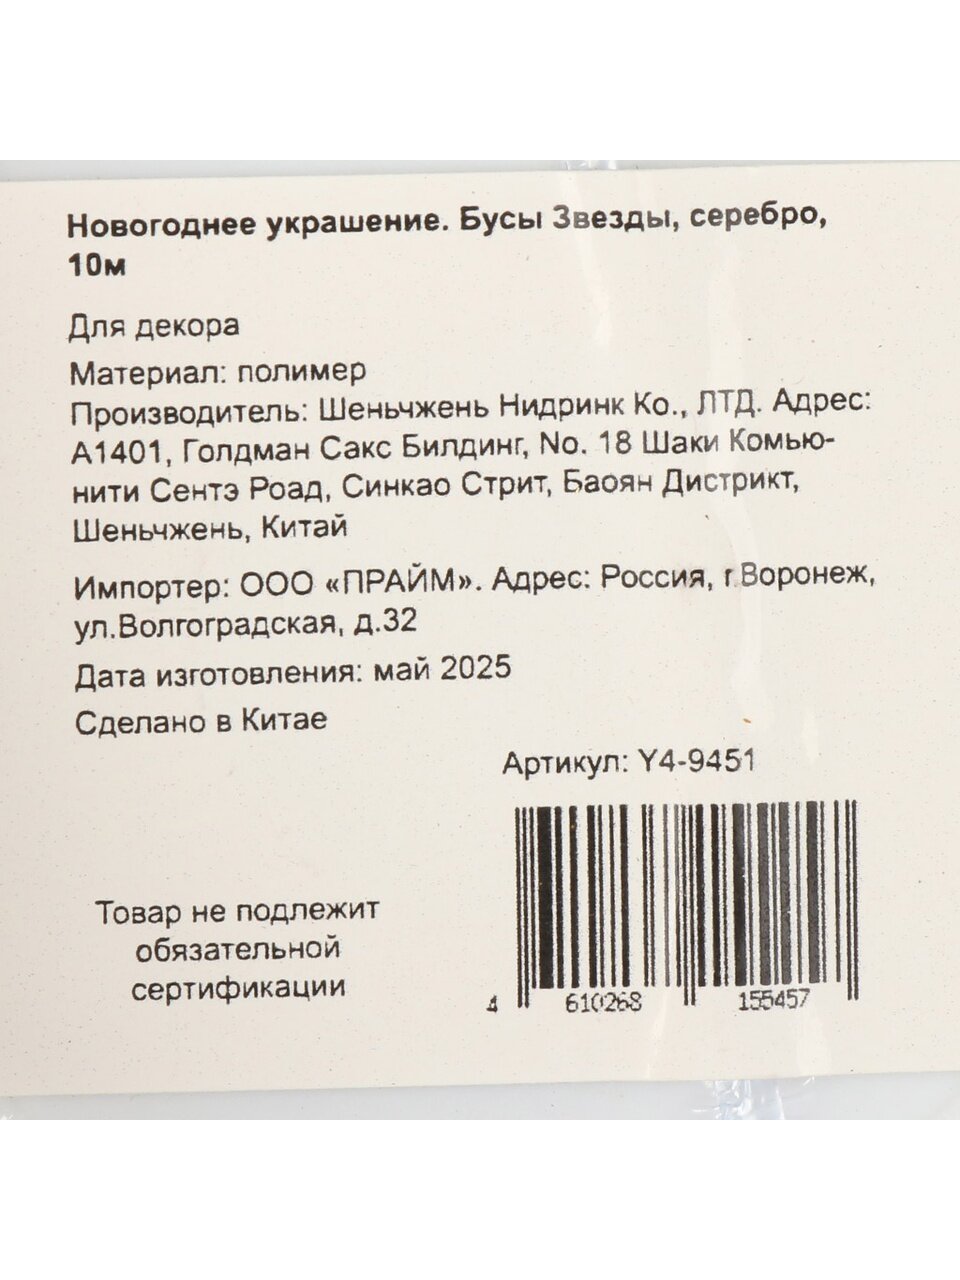 Новогоднее украшение. Бусы Звезды, серебро,
10м
Для декора
Материал: полимер
Производитель: Шеньчжень Нидринк Ко., ЛТД. Адрес:
А1401, Голдман Сакс Билдинг, No. 18 Шаки Комью-
нити Сентэ Роад, Синкао Стрит, Баоян Дистрикт,
Шеньчжень, Китай
Импортер: ООО «ПРАЙМ». Адрес: Россия, г.Воронеж,
ул.Волгоградская, д.32
Дата изготовления: май 2025
Сделано в Китае
Артикул: Y4-9451
Товар не подлежит
обязательной
сертификации
4 610268 155457